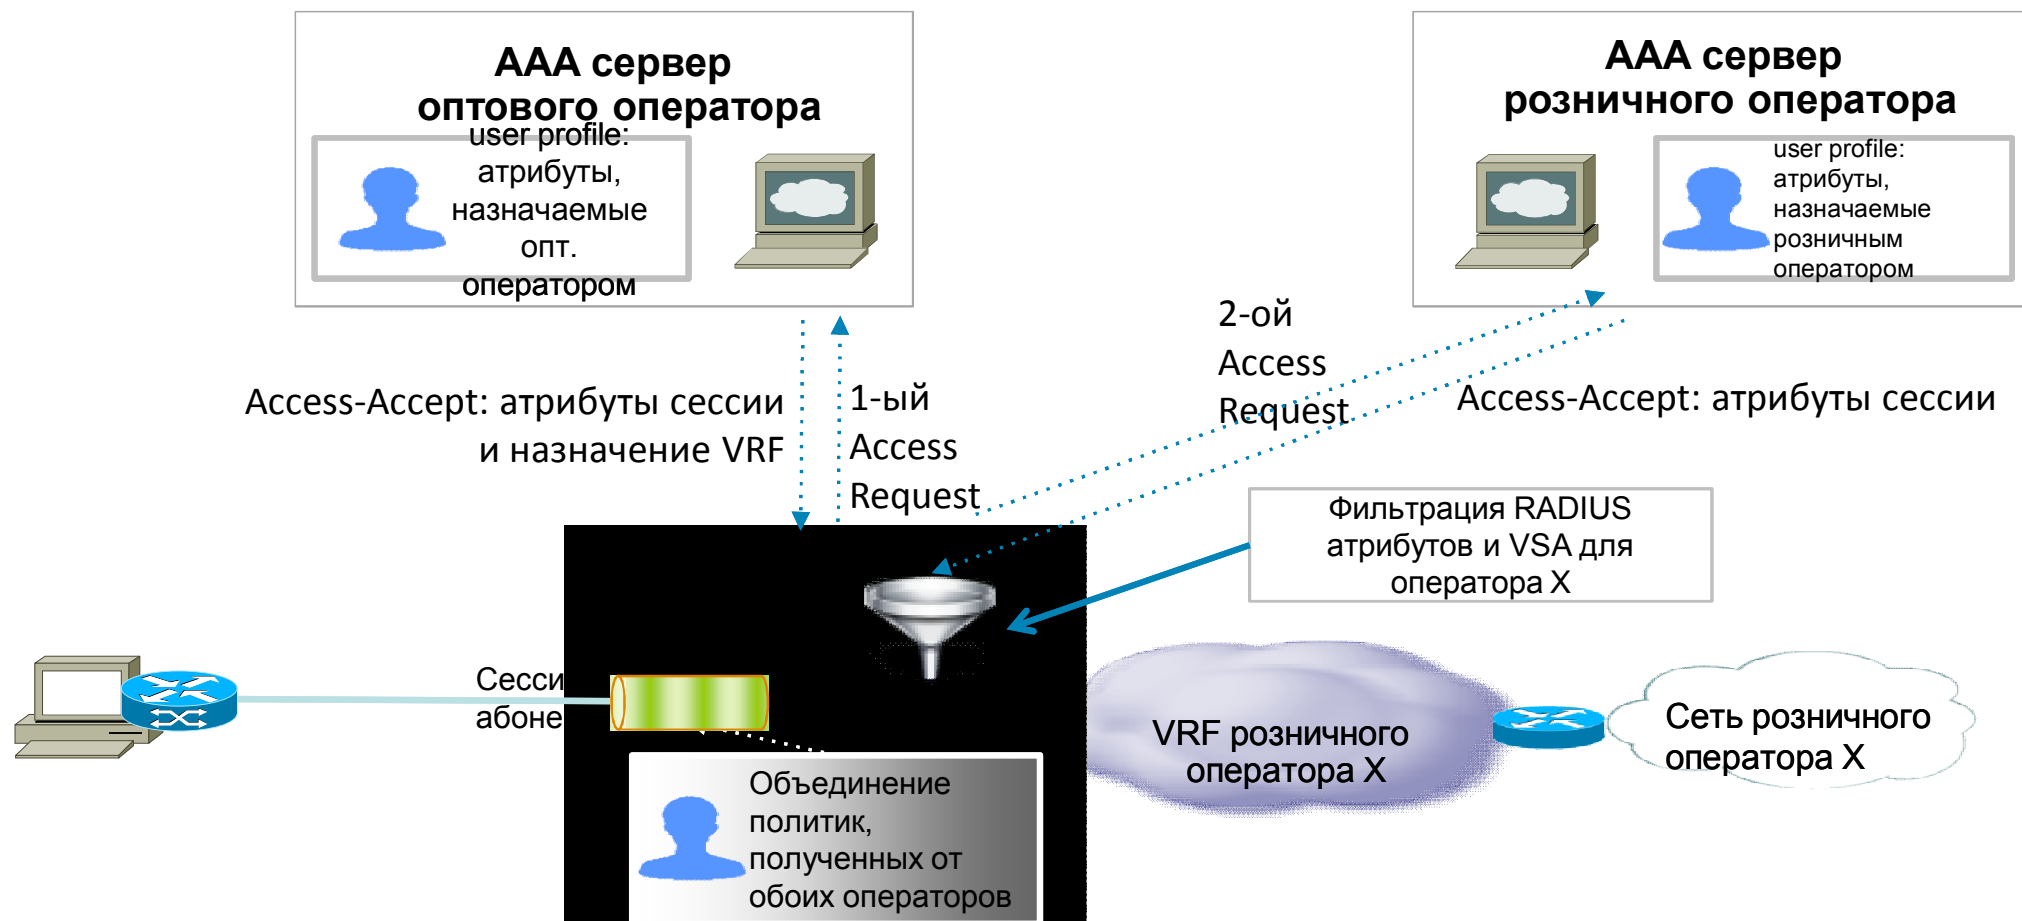 ААА сервер
оптового оператора
user profile:
атрибуты,
назначаемые
опт.
оператором
ААА сервер
розничного оператора
user profile:
атрибуты,
назначаемые
розничным
оператором
Access-Accept: атрибуты сессии
и назначение VRF
1-ый
Access
Request
2-ой
Access
Request
Access-Accept: атрибуты сессии
Фильтрация RADIUS
атрибутов и VSA для
оператора X
Сесси
абоне
Объединение
политик,
полученных от
обоих операторов
VRF розничного
оператора X
Сеть розничного
оператора X